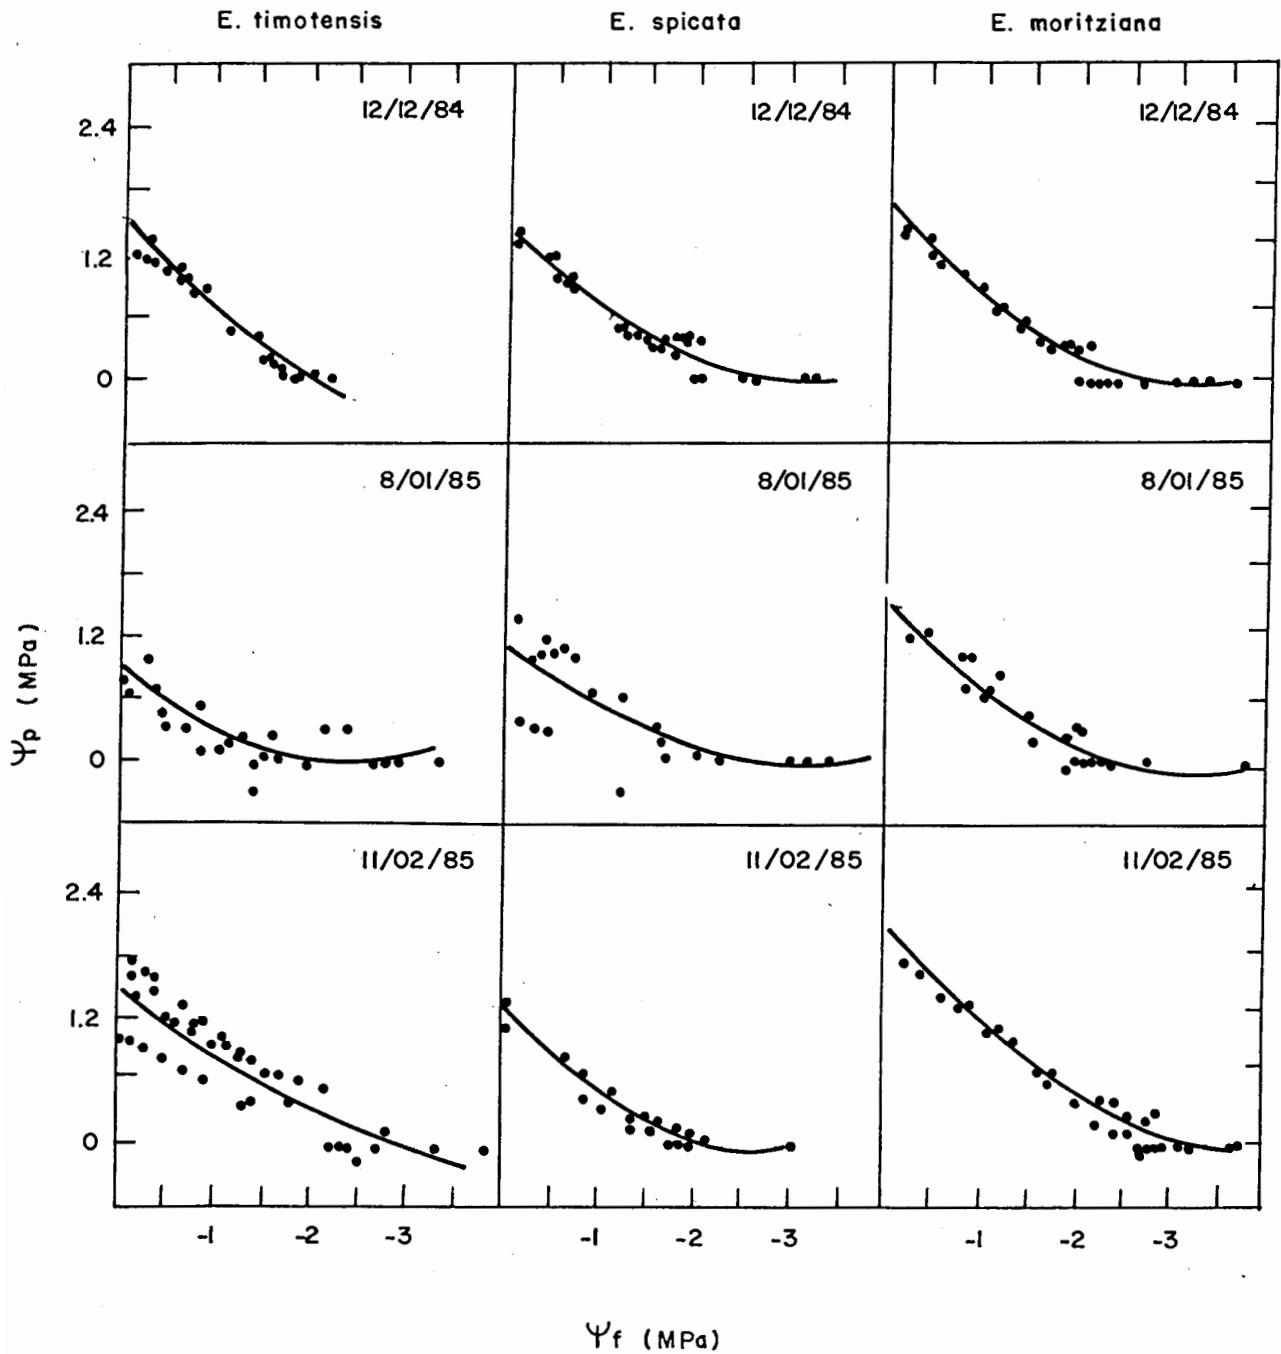 E. timotensis E. spicata E. moritziana
12/12/84 12/12/84 12/12/84
2.4
1.2
0
8/01/85 8/01/85 8/01/85
2.4
1.2
0
Ψp (MPa)
11/02/85 11/02/85 11/02/85
2.4
1.2
0
-1 -2 -3 -1 -2 -3 -1 -2 -3
Ψf (MPa)